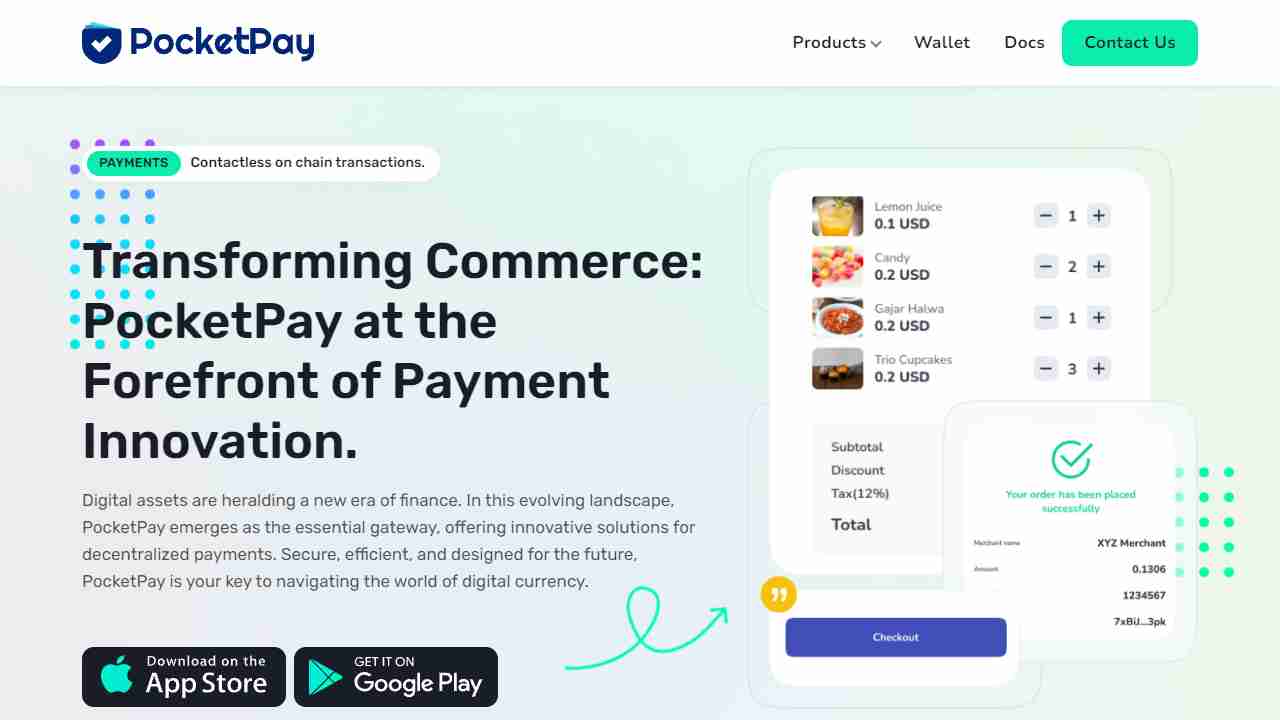 PocketPay
Products
Wallet
Docs
Contact Us
PAYMENTS
Contactless on chain transactions.
Transforming Commerce:
PocketPay at the
Forefront of Payment
Innovation.
Digital assets are heralding a new era of finance. In this evolving landscape,
PocketPay emerges as the essential gateway, offering innovative solutions for
decentralized payments. Secure, efficient, and designed for the future,
PocketPay is your key to navigating the world of digital currency.
Download on the
App Store
GET IT ON
Google Play
Lemon Juice
0.1 USD
1
Candy
0.2 USD
2
Gajar Halwa
0.2 USD
1
Trio Cupcakes
0.2 USD
3
Subtotal
Discount
Tax(12%)
Total
Your order has been placed
successfully
Merchant name
XYZ Merchant
Amount
0.1306
1234567
7xBiJ...3pk
Checkout